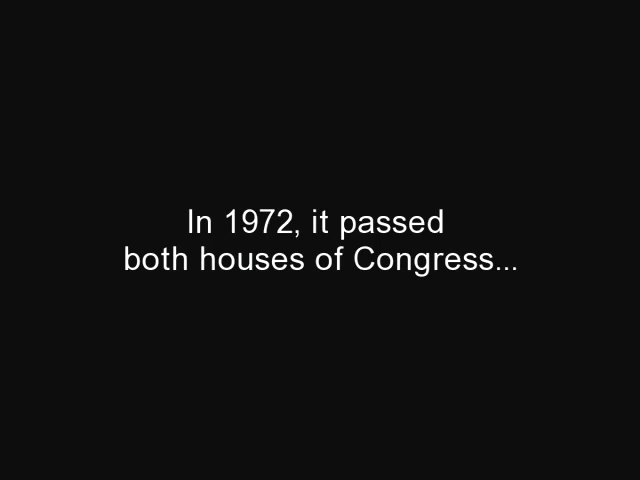 In 1972, it passed
both houses of Congress...